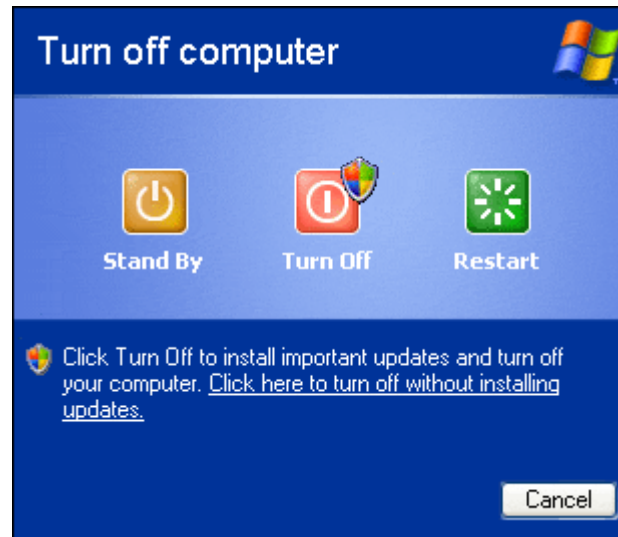 Turn off computer
Stand By
Turn Off
Restart
Click Turn Off to install important updates and turn off
your computer. Click here to turn off without installing
updates.
Cancel